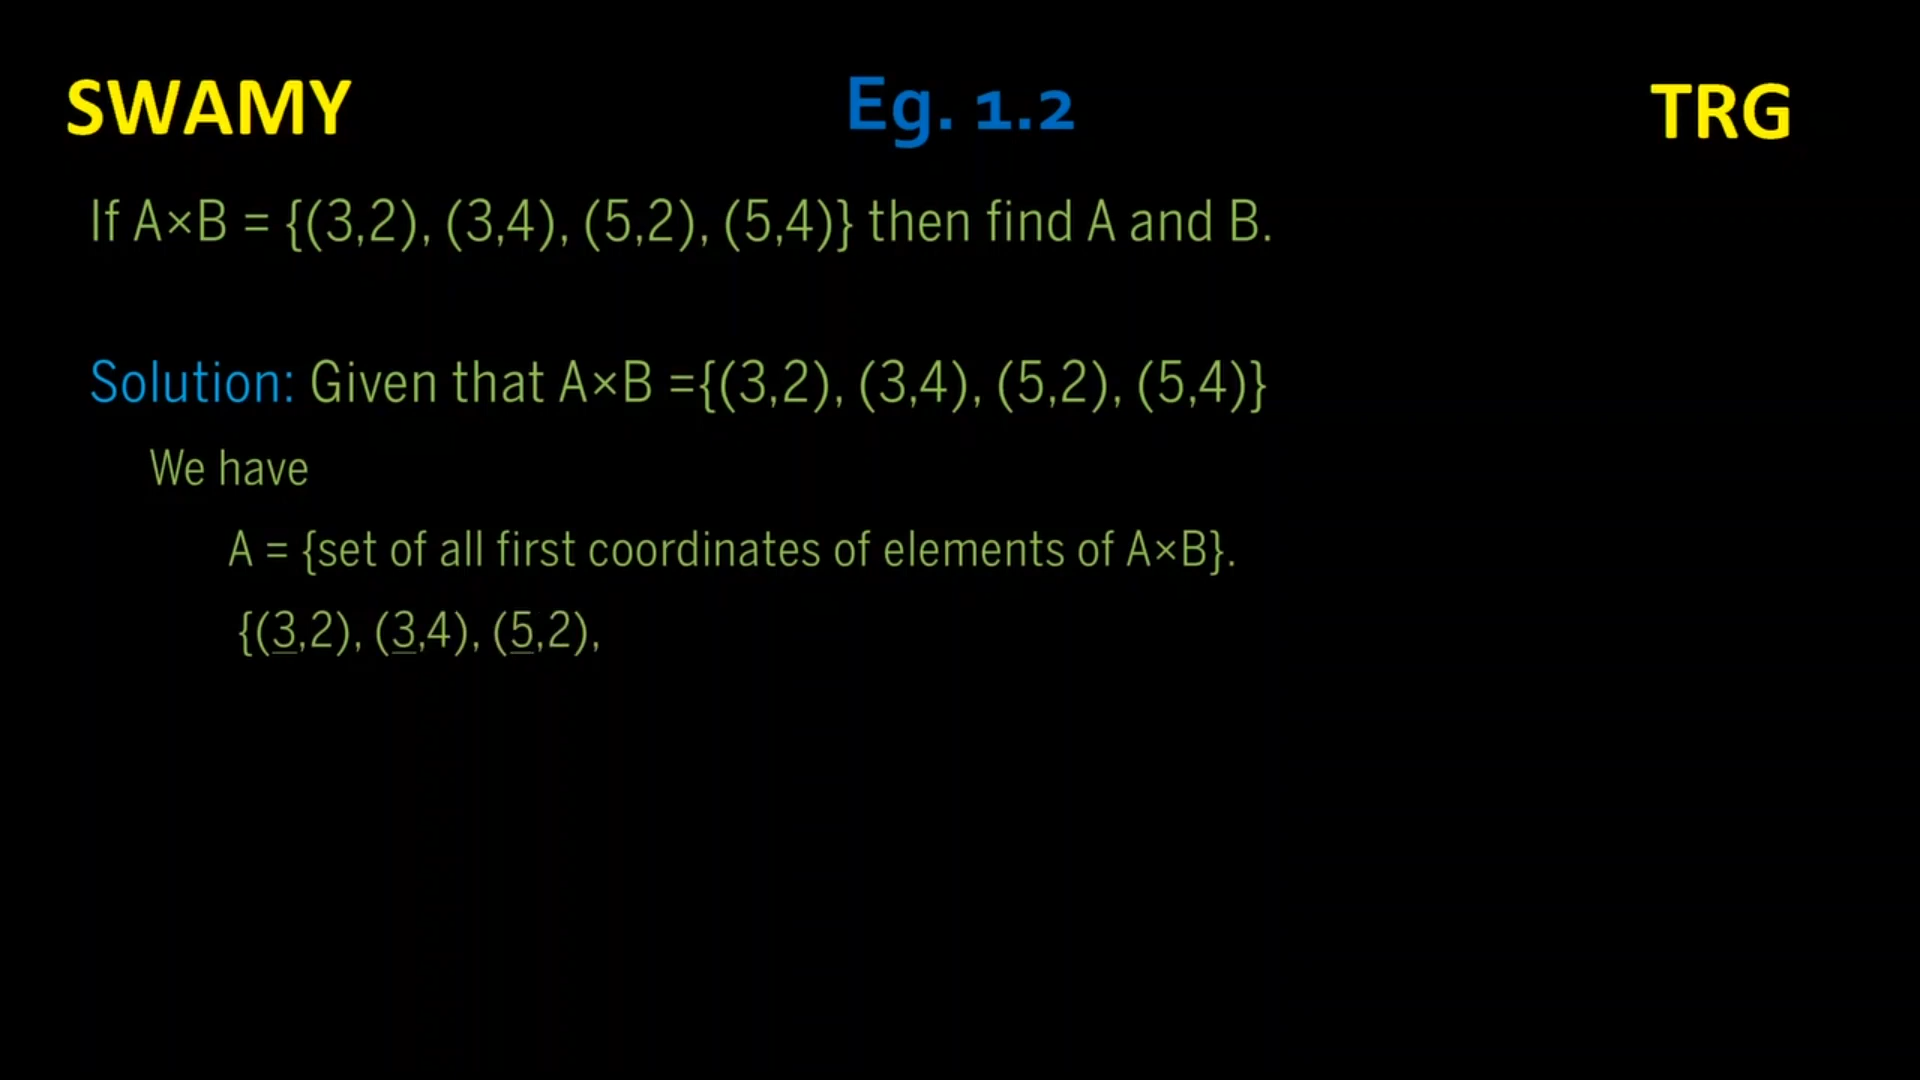 SWAMY Eg. 1.2 TRG
If A×B = {(3,2), (3,4), (5,2), (5,4)} then find A and B.
Solution: Given that A×B ={(3,2), (3,4), (5,2), (5,4)}
We have
A = {set of all first coordinates of elements of A×B}.
{(3,2), (3,4), (5,2),